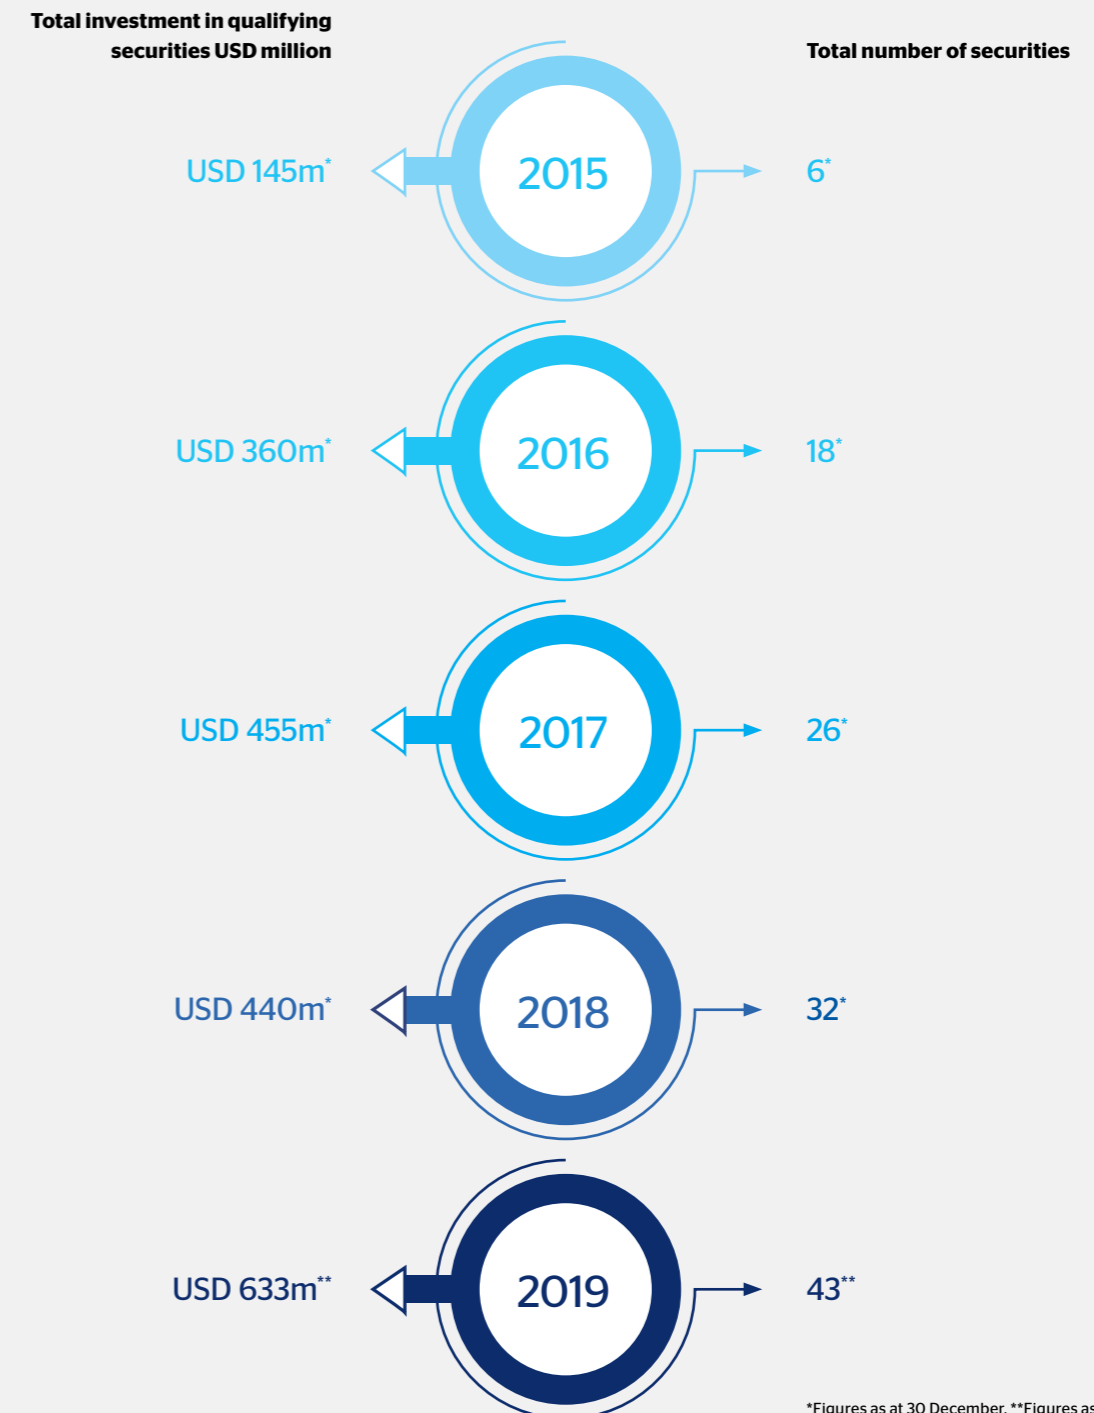 Total investment in qualifying
securities USD million
Total number of securities
USD 145m*
2015
6*
USD 360m*
2016
18*
USD 455m*
2017
26*
USD 440m*
2018
32*
USD 633m**
2019
43**
*Figures as at 30 December. **Figures as